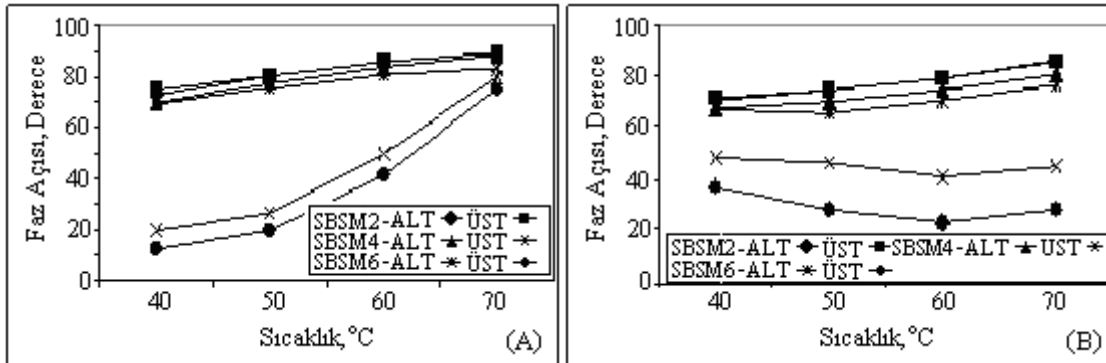 100
80
60
40
20
0
Faz Açısı, Derece
SBSM2-ALT ÜST
SBSM4-ALT ÜST
SBSM6-ALT ÜST
40 50 60 70
Sıcaklık, °C
(A)
100
80
60
40
20
0
Faz Açısı, Derece
SBSM2-ALT ÜST SBSM4-ALT ÜST
SBSM6-ALT ÜST
40 50 60 70
Sıcaklık, °C
(B)